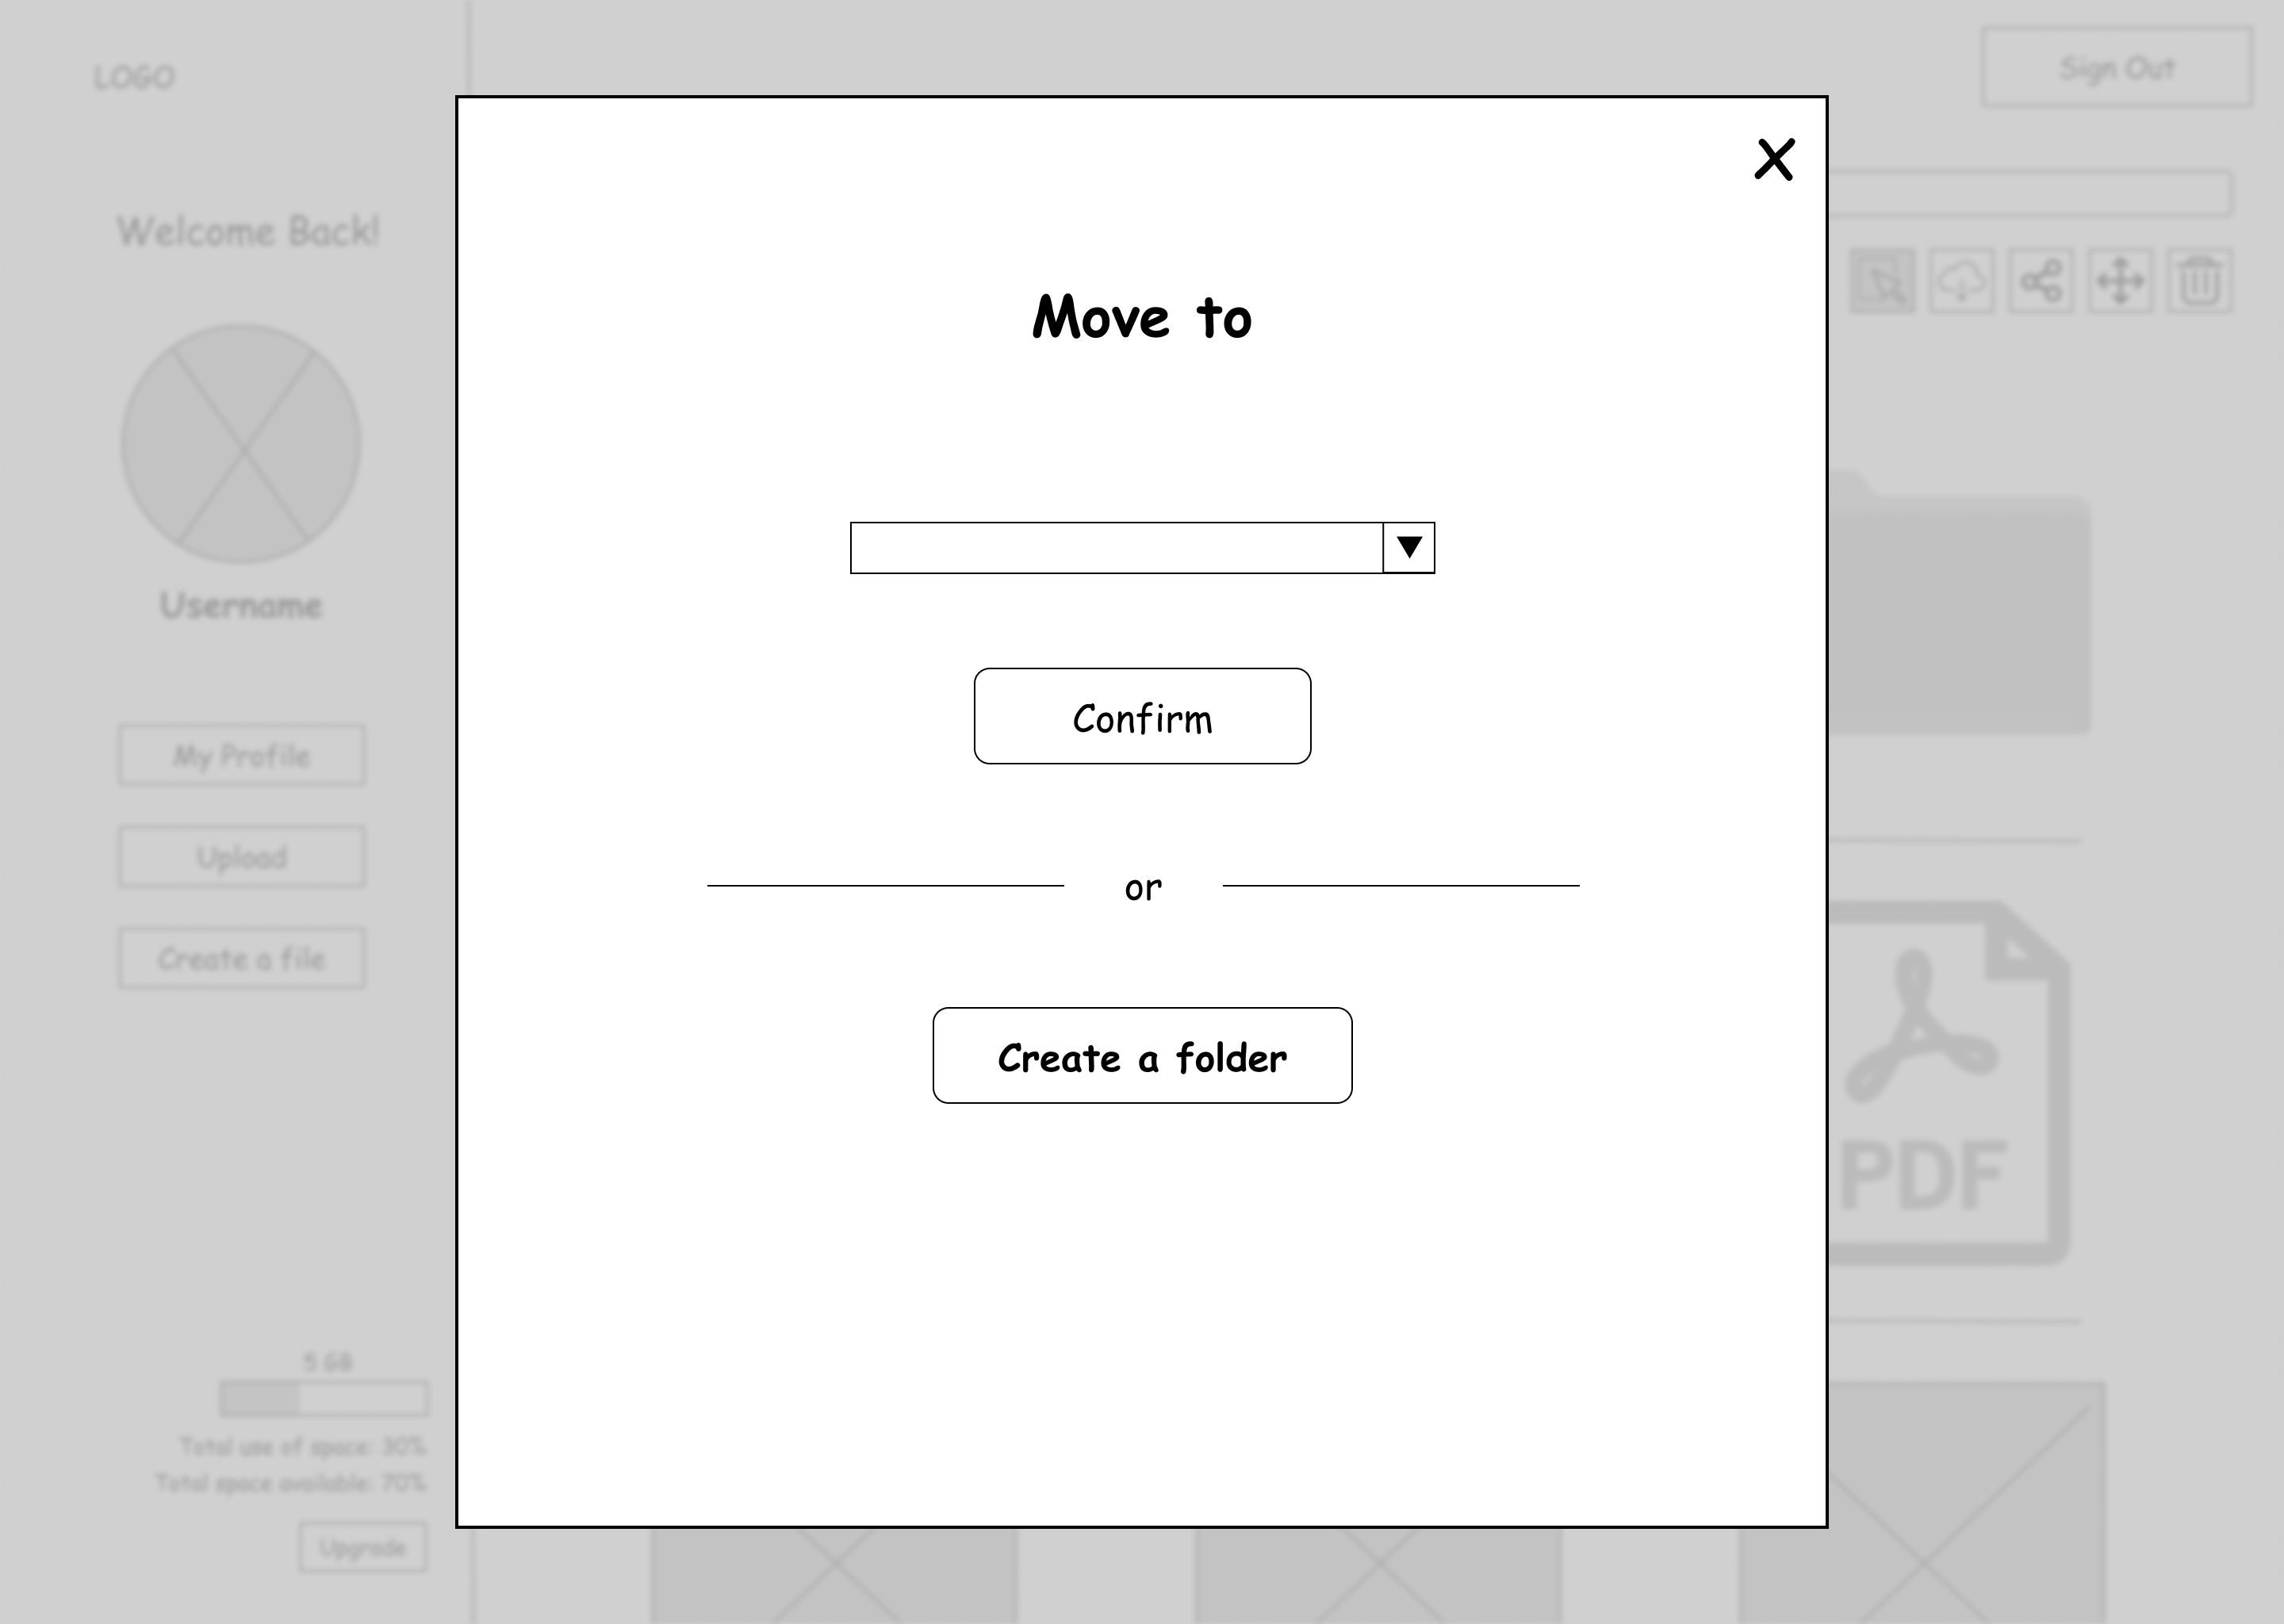 LOGO
Sign Out
X
Welcome Back!
Move to
Username
Confirm
My Profile
Upload
or
Create a file
Create a folder
PDF
5 GB
Total use of space: 30%
Total space available: 70%
Upgrade